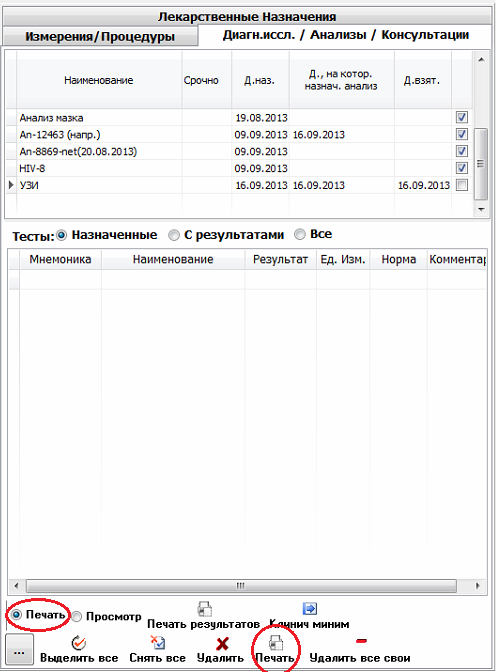 Лекарственные Назначения
Измерения/Процедуры Диагн.иссл. / Анализы / Консультации
Наименование Срочно Д.наз. Д., на котор. назнач. анализ Д.взят.
Анализ мазка 19.08.2013
An-12463 (напр.) 09.09.2013 16.09.2013
An-8869-net(20.08.2013) 09.09.2013
HIV-8 09.09.2013
УЗИ 16.09.2013 16.09.2013 16.09.2013
Тесты: Назначенные С результатами Все
Мнемоника Наименование Результат Ед. Изм. Норма Комментар
Печать Просмотр Печать результатов Клинич миним
... Выделить все Снять все Удалить Печать Удалить все свои